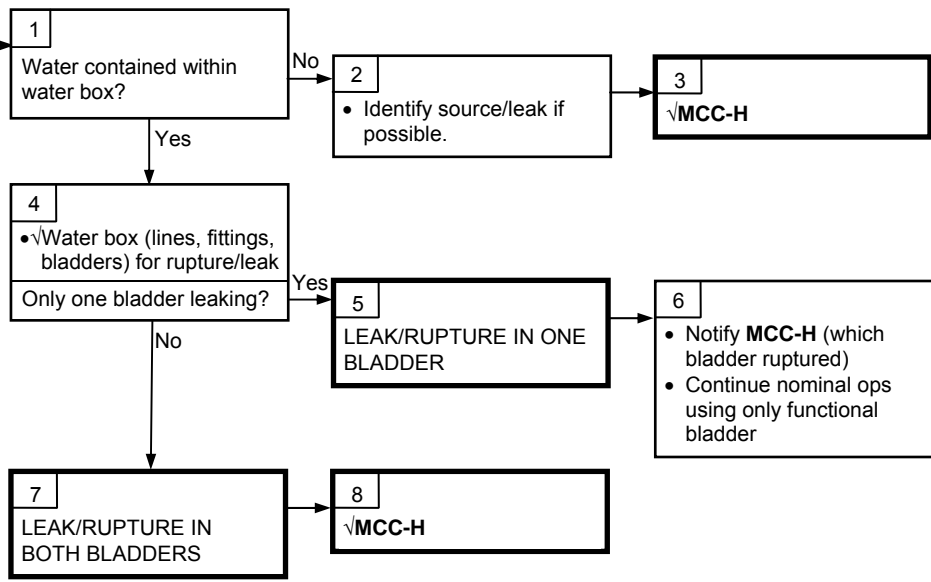 1
Water contained within
water box?
No
2
• Identify source/leak if
possible.
3
√MCC-H
Yes
4
•√Water box (lines, fittings,
bladders) for rupture/leak
Only one bladder leaking?
Yes
5
LEAK/RUPTURE IN ONE
BLADDER
6
• Notify MCC-H (which
bladder ruptured)
• Continue nominal ops
using only functional
bladder
No
7
LEAK/RUPTURE IN
BOTH BLADDERS
8
√MCC-H